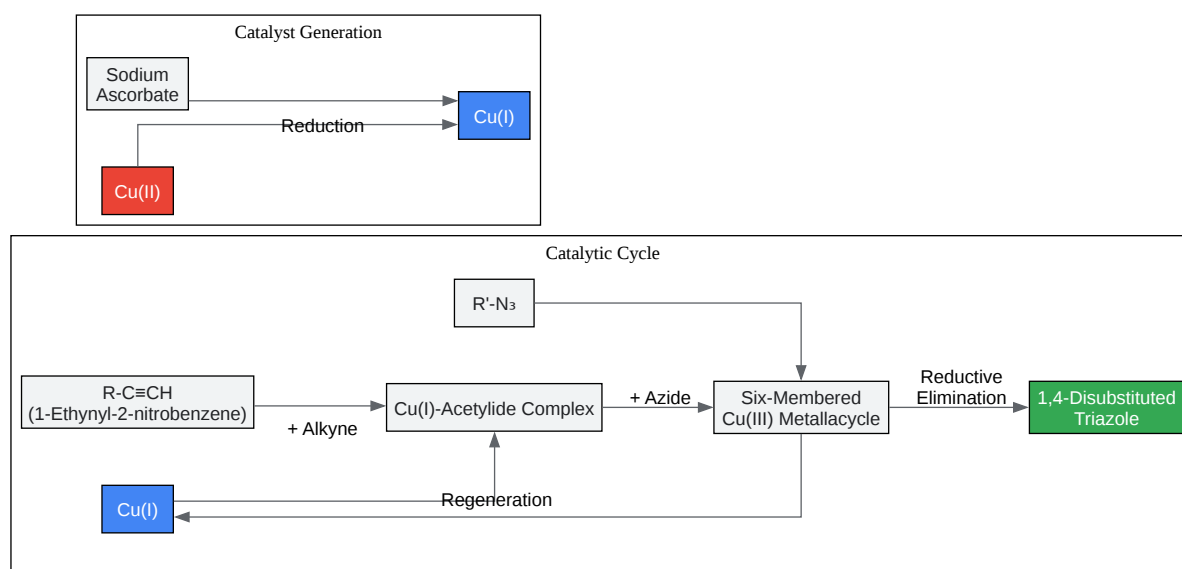 Catalyst Generation
Sodium
Ascorbate
Cu(I)
Reduction
Cu(II)
Catalytic Cycle
R'-N₃
R-C≡CH
(1-Ethynyl-2-nitrobenzene)
+ Alkyne
Cu(I)-Acetylide Complex
+ Azide
Six-Membered
Cu(III) Metallacycle
Reductive
Elimination
1,4-Disubstituted
Triazole
Cu(I)
Regeneration